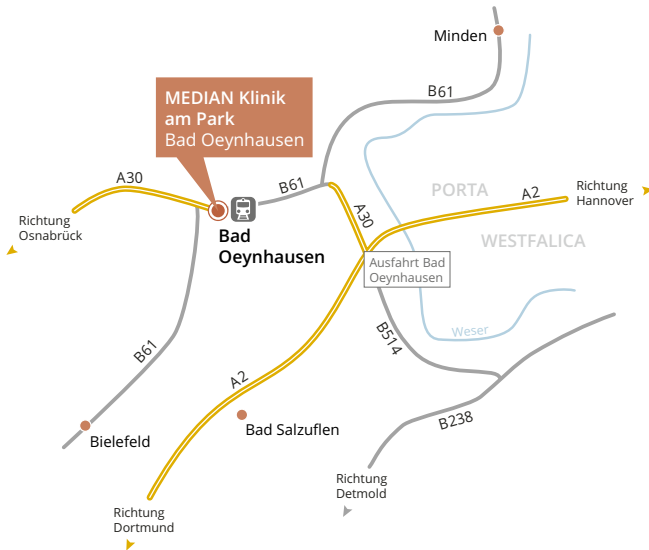 Minden
B61
MEDIAN Klinik
am Park
Bad Oeynhausen
A30
B61
PORTA
A2
Richtung
Hannover
A30
Richtung
Osnabrück
Bad
Oeynhausen
WESTFALICA
Ausfahrt Bad
Oeynhausen
Weser
B514
B61
A2
B238
Bad Salzuflen
Bielefeld
Richtung
Detmold
Richtung
Dortmund